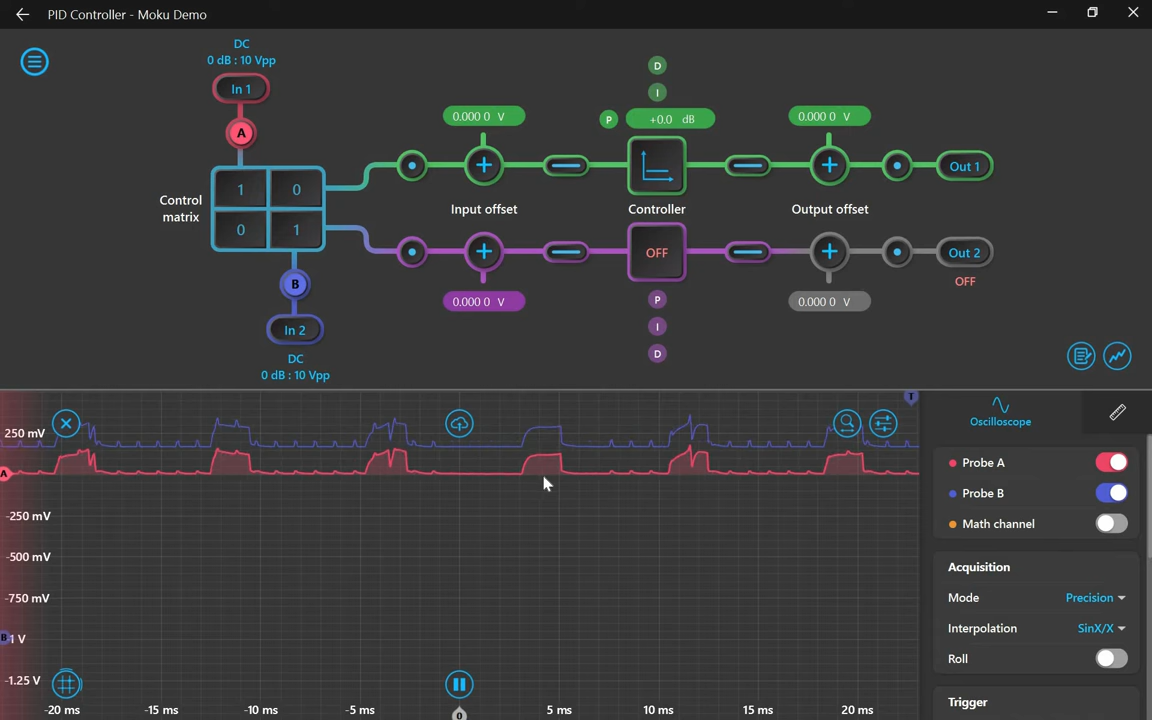 PID Controller - Moku Demo
DC
0 dB : 10 Vpp
In 1
A
D
I
P
+0.0 dB
0.000 0 V
0.000 0 V
1 0
0 1
Control
matrix
Out 1
Input offset
Controller
Output offset
OFF
Out 2
OFF
B
0.000 0 V
0.000 0 V
P
I
D
In 2
DC
0 dB : 10 Vpp
T
250 mV
A
-250 mV
-500 mV
-750 mV
B
-1 V
-1.25 V
-20 ms
-15 ms
-10 ms
-5 ms
0
5 ms
10 ms
15 ms
20 ms
Oscilloscope
Probe A
Probe B
Math channel
Acquisition
Mode Precision
Interpolation SinX/X
Roll
Trigger